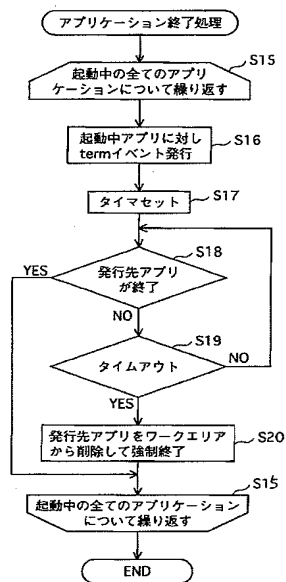 アプリケーション終了処理
S15
起動中の全てのアプリ
ケーションについて繰り返す
S16
起動中アプリに対し
termイベント発行
S17
タイマセット
S18
YES
発行先アプリ
が終了
NO
S19
タイムアウト
NO
YES
S20
発行先アプリをワークエリア
から削除して強制終了
S15
起動中の全てのアプリケーション
について繰り返す
END